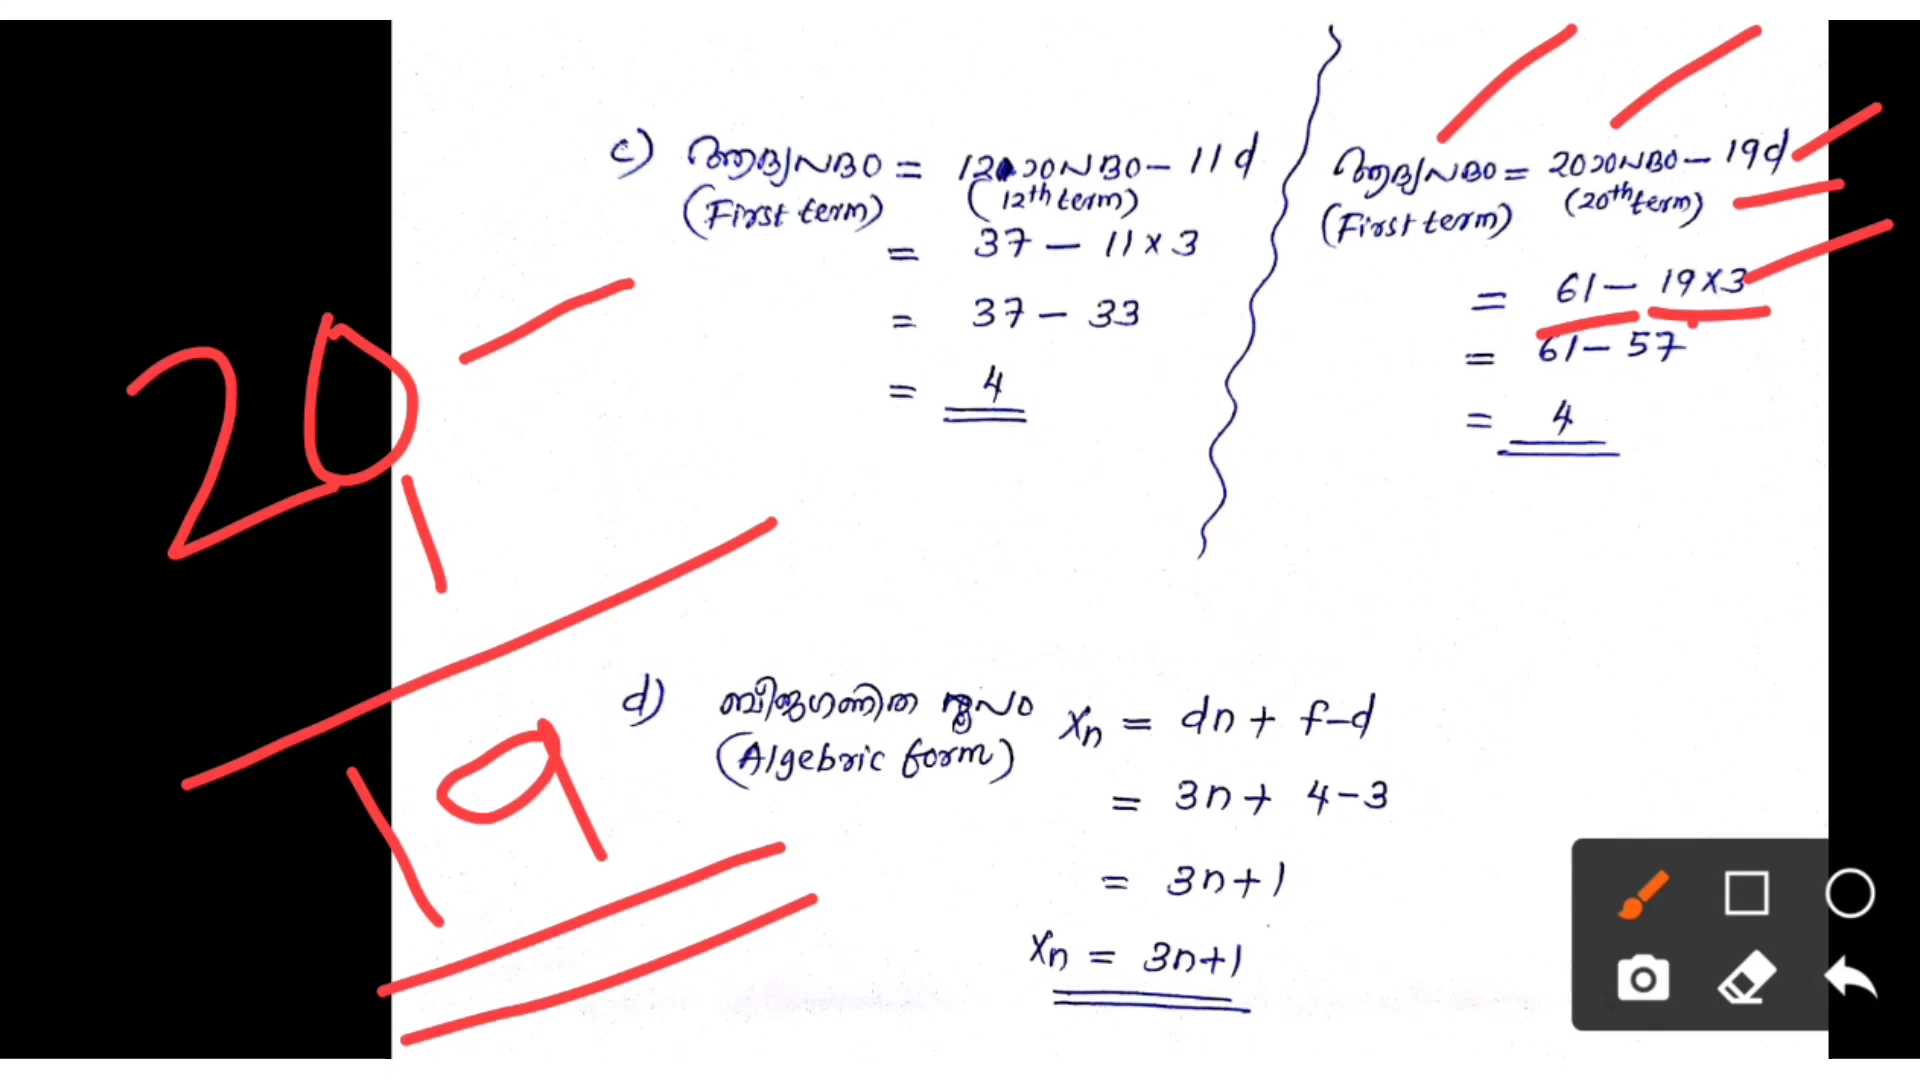 c) ആദ്യപദം = 12ാംപദം - 11d
(First term) (12th term)
= 37 - 11 x 3
= 37 - 33
= 4
ആദ്യപദം = 20ാംപദം - 19d
(First term) (20th term)
= 61 - 19 x 3
= 61 - 57
= 4
20
1
19
d) ബീജഗണിത രൂപം xn = dn + f-d
(Algebric form)
= 3n + 4-3
= 3n+1
xn = 3n+1